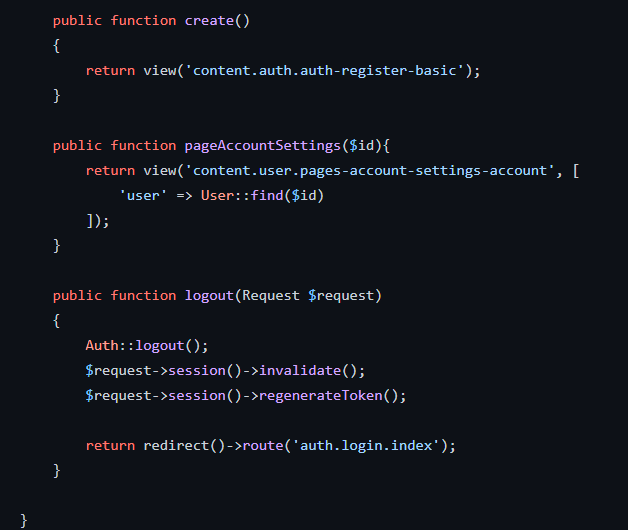 public function create()
{
return view('content.auth.auth-register-basic');
}
public function pageAccountSettings($id){
return view('content.user.pages-account-settings-account', [
'user' => User::find($id)
]);
}
public function logout(Request $request)
{
Auth::logout();
$request->session()->invalidate();
$request->session()->regenerateToken();
return redirect()->route('auth.login.index');
}
}